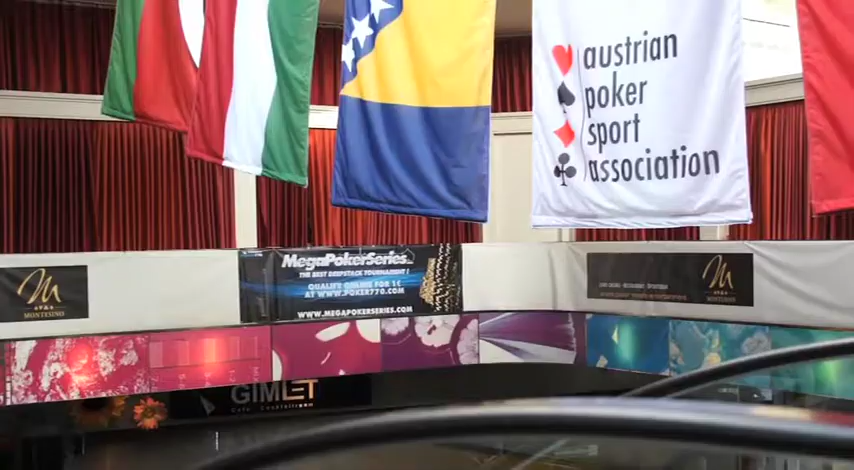 austrian
poker
sport
association
MegaPokerSeries
THE BEST DEEPSTACK TOURNAMENT!
QUALIFY ONLINE FOR 1€
AT WWW.POKER770.COM
WWW.MEGAPOKERSERIES.COM
M
MONTESINO
M
MONTESINO
GIMLET